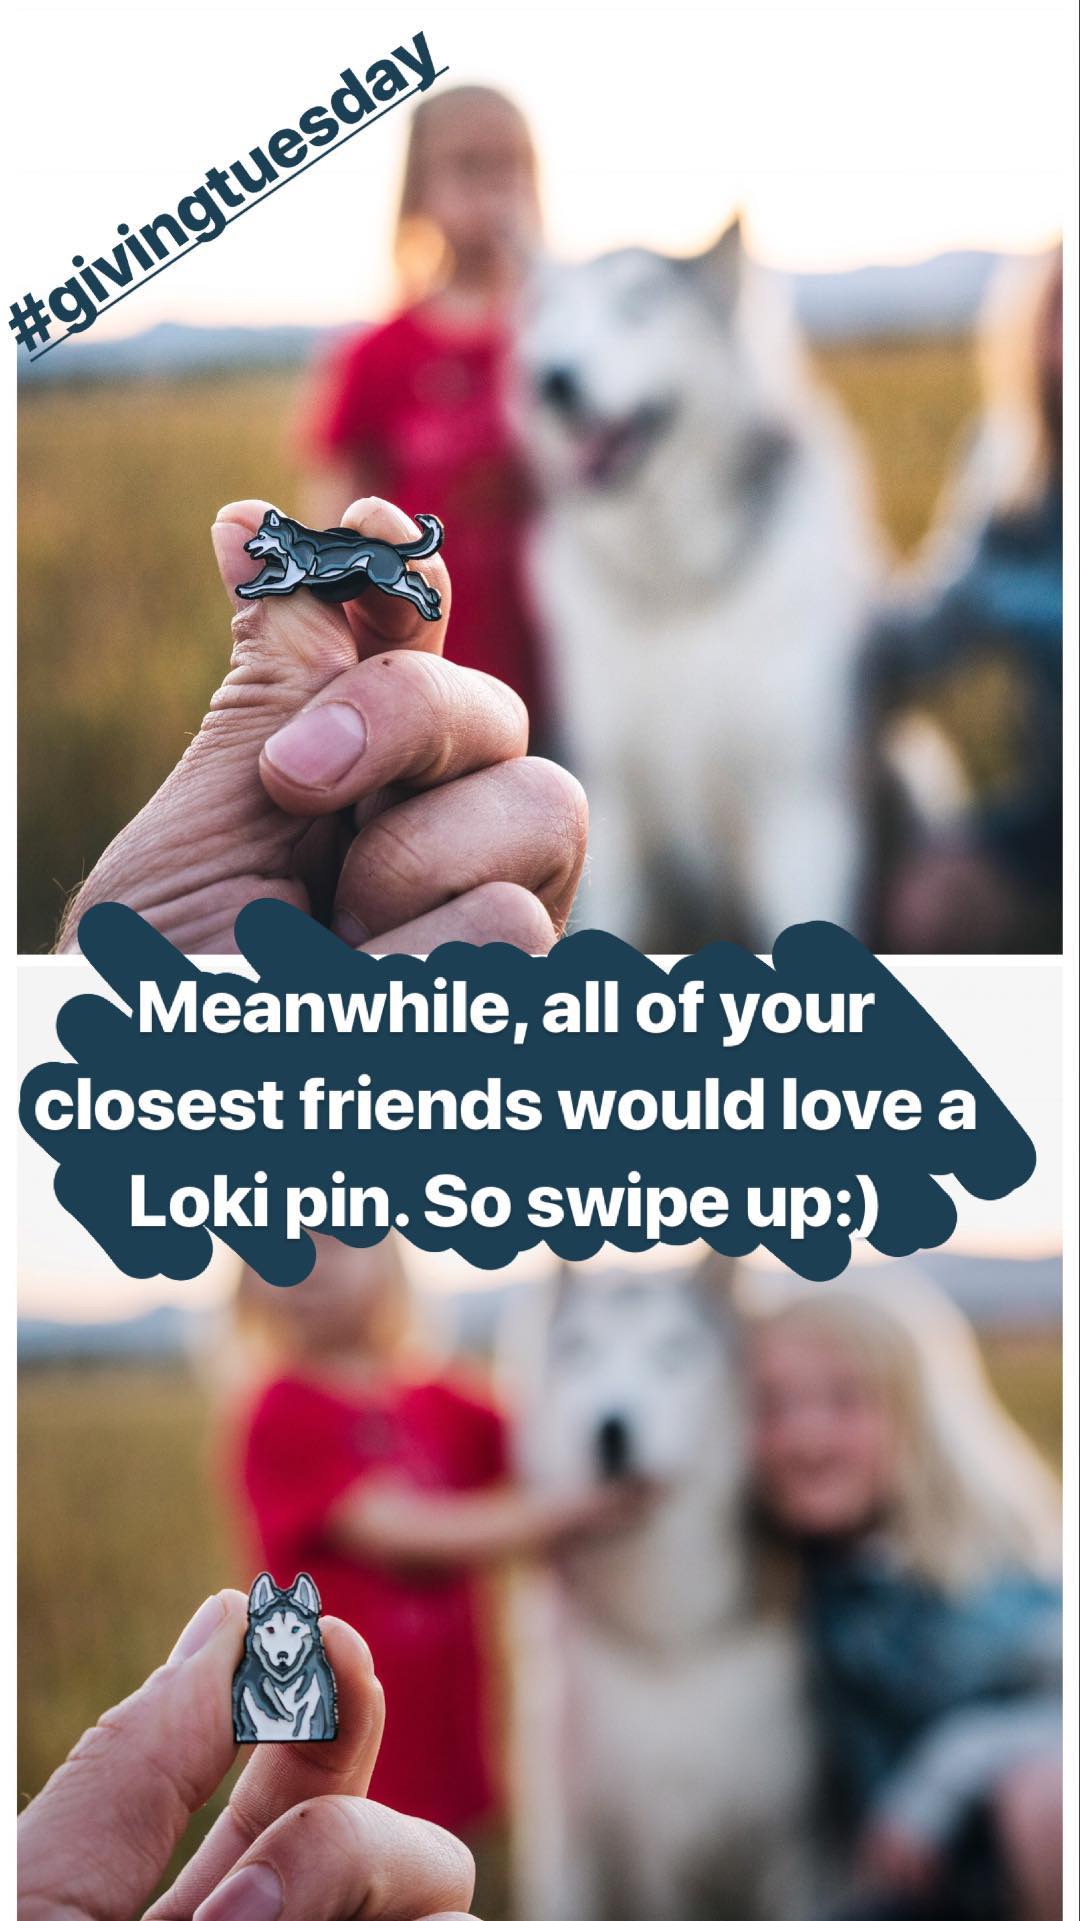 #givingtuesday
Meanwhile, all of your
closest friends would love a
Loki pin. So swipe up:)